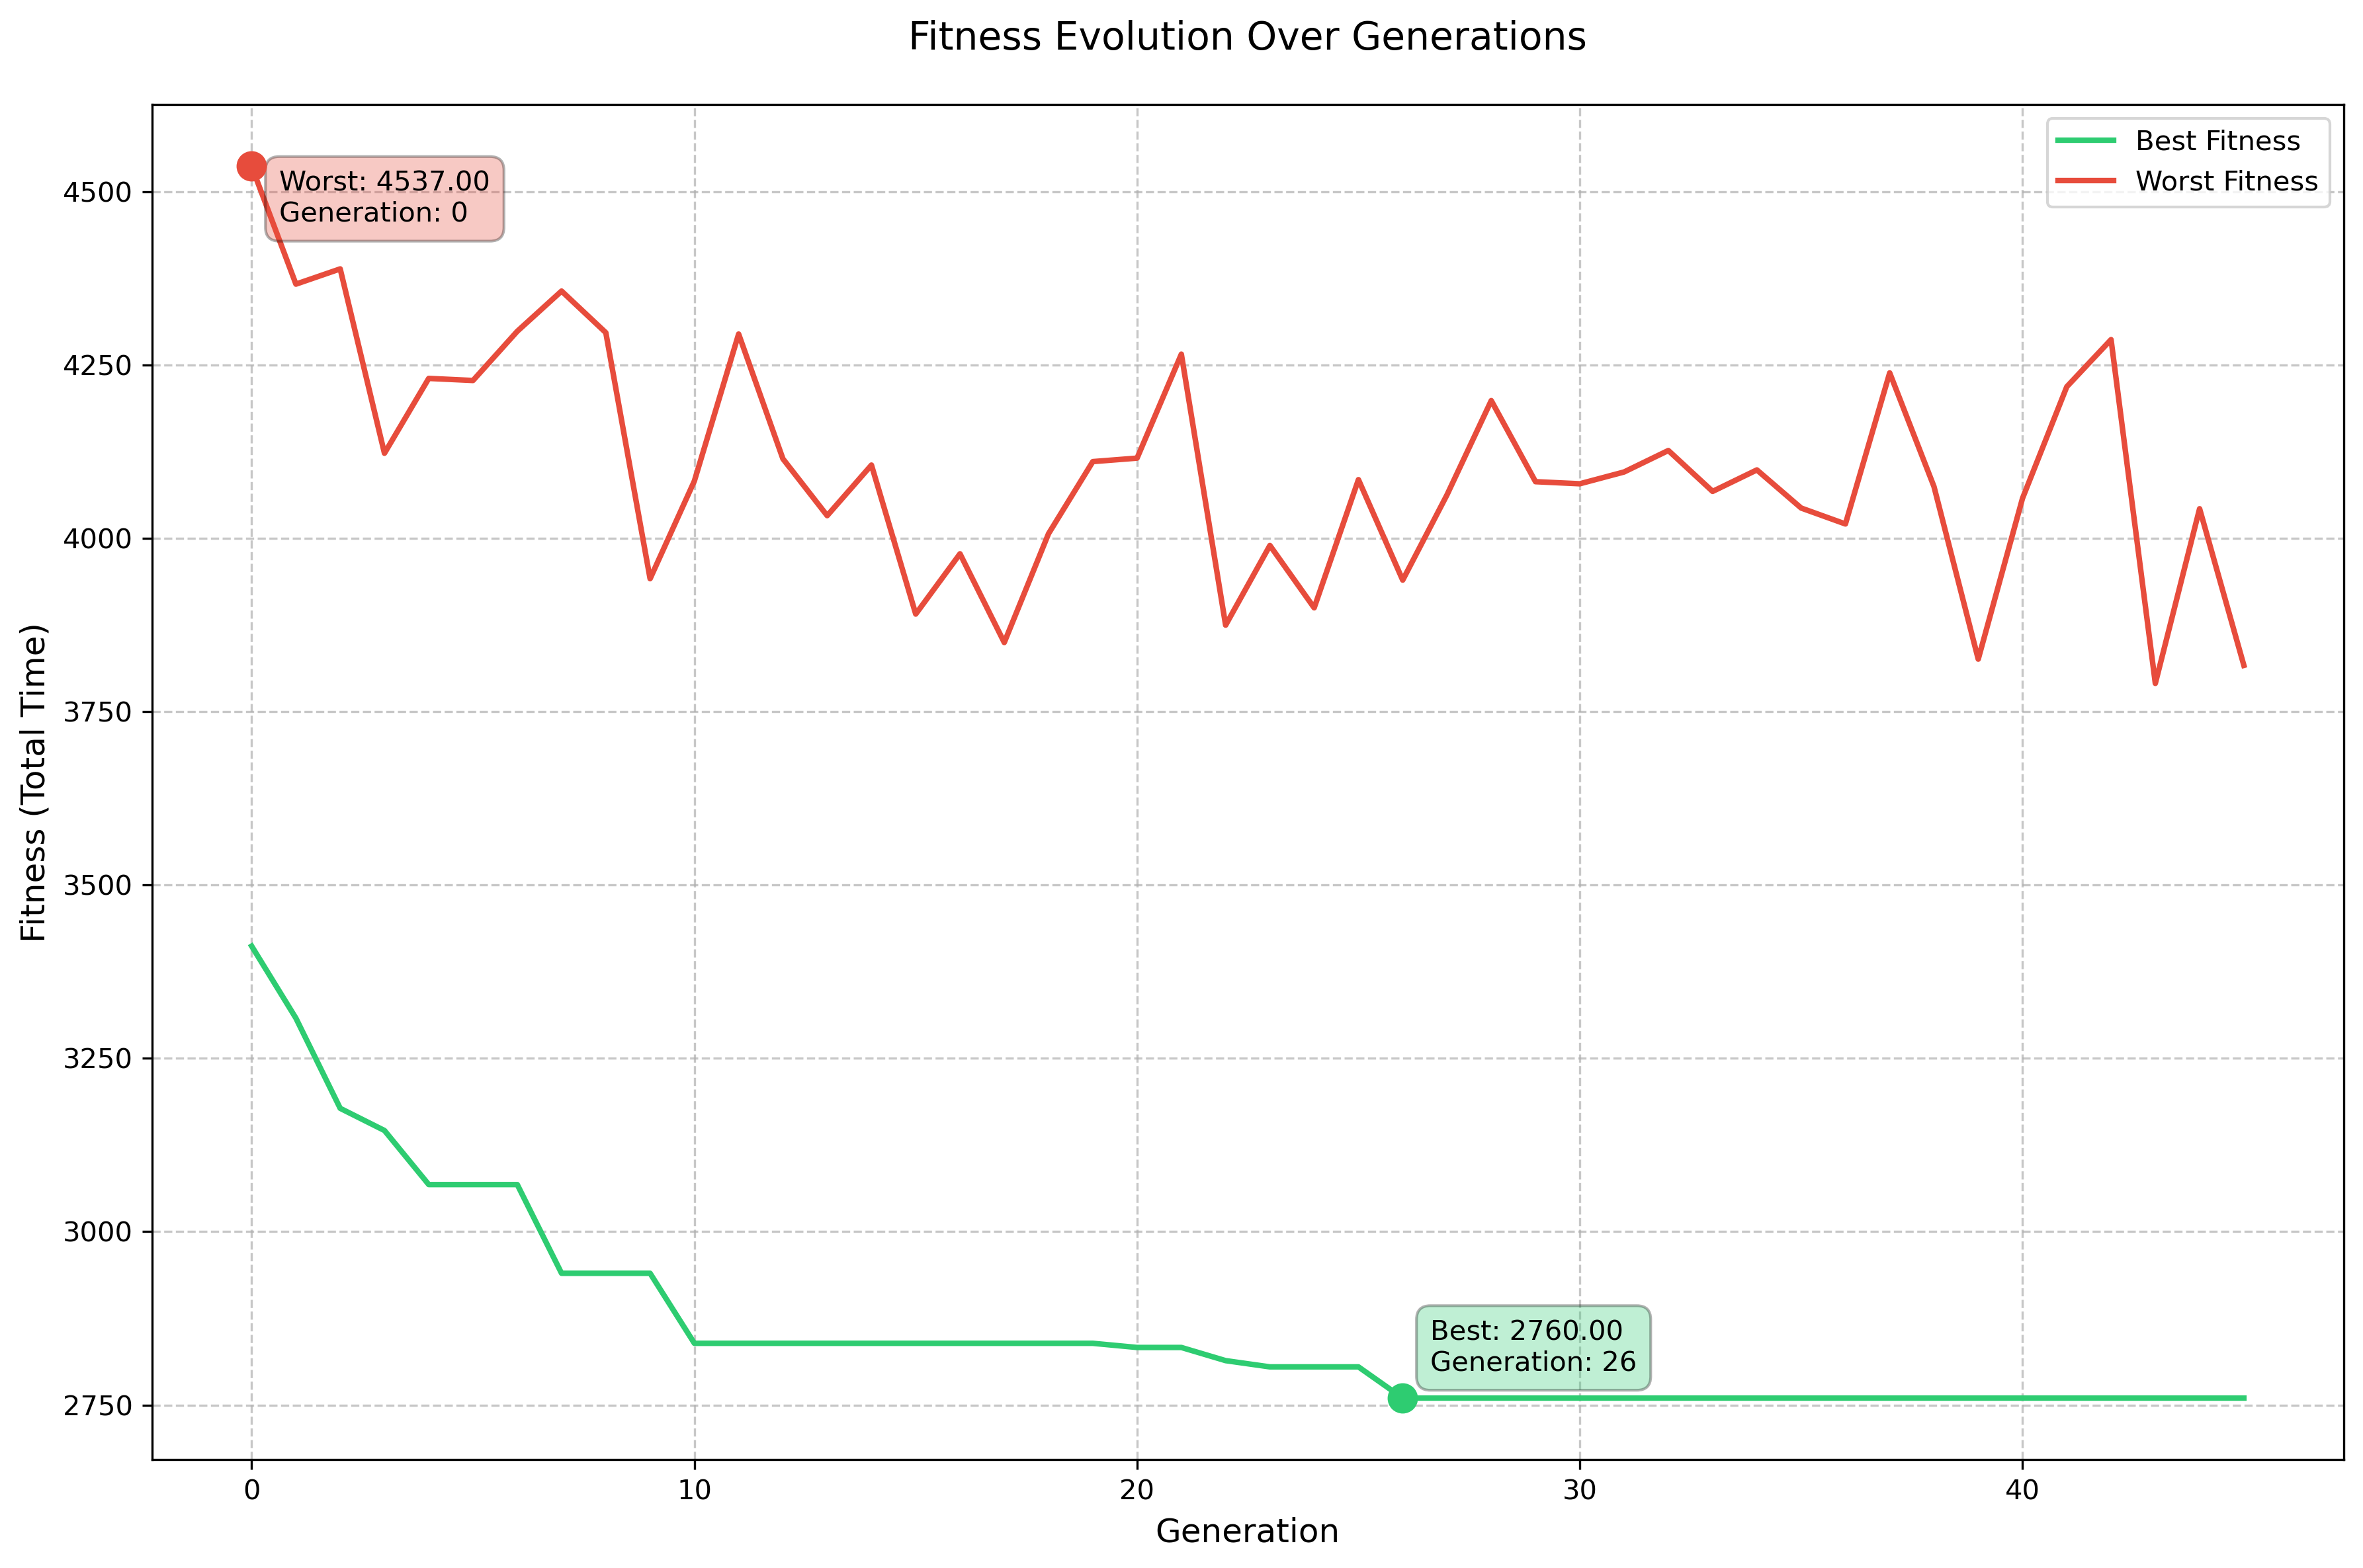 Fitness Evolution Over Generations
Best Fitness
Worst Fitness
Worst: 4537.00
Generation: 0
4500
4250
4000
3750
3500
3250
3000
2750
Fitness (Total Time)
Best: 2760.00
Generation: 26
0
10
20
30
40
Generation